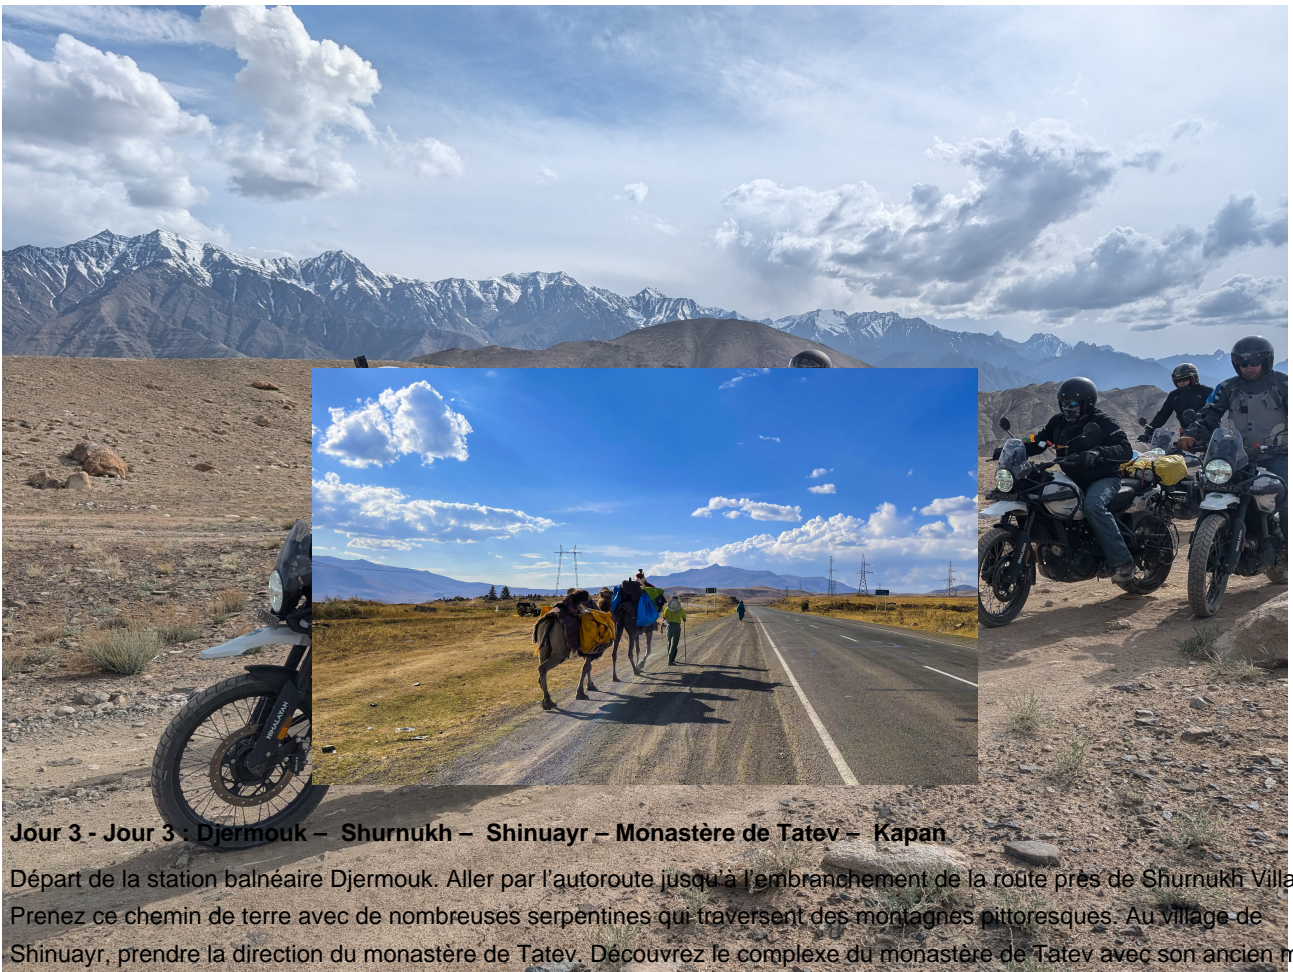 HIMALAYAN
Jour 3 - Jour 3 : Djermouk – Shurnukh – Shinuayr – Monastère de Tatev – Kapan
Départ de la station balnéaire Djermouk. Aller par l'autoroute jusqu'à l'embranchement de la route près de Shurnukh Villa
Prenez ce chemin de terre avec de nombreuses serpentines qui traversent des montagnes pittoresques. Au village de
Shinuayr, prendre la direction du monastère de Tatev. Découvrez le complexe du monastère de Tatev avec son ancien m